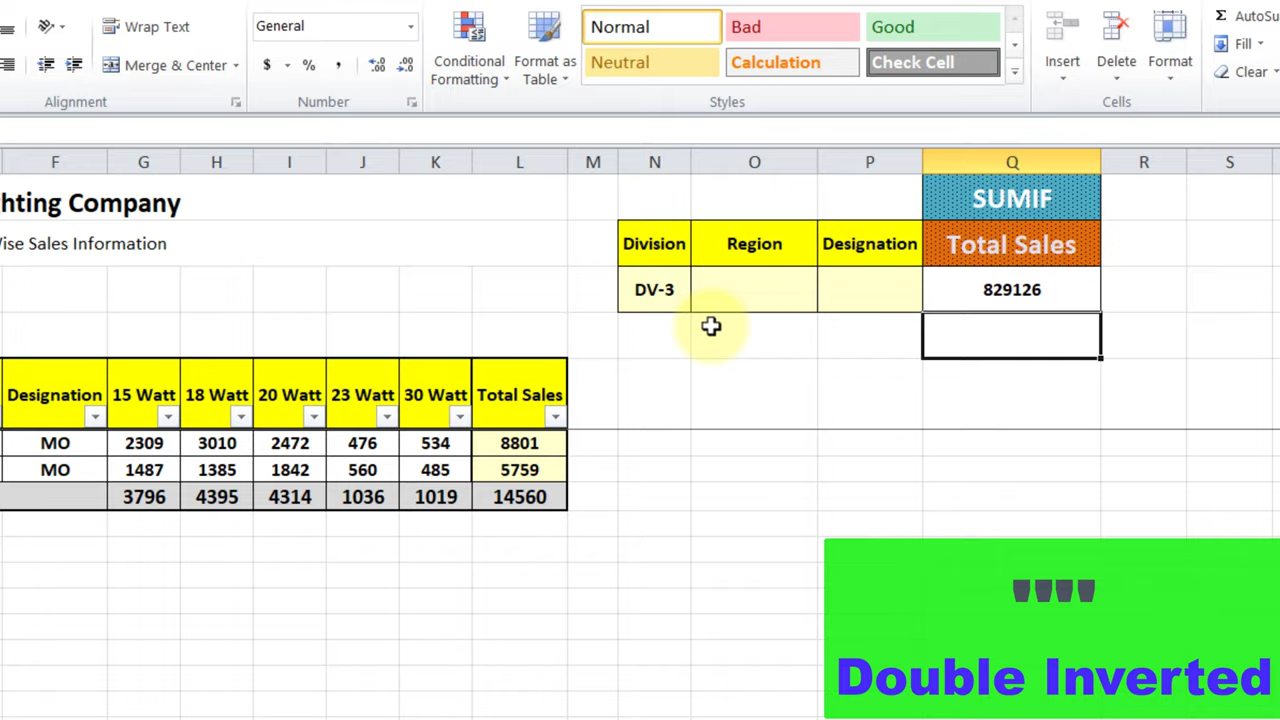 Wrap Text
General
Normal
Bad
Good
AutoSu
Merge & Center
$ % ,
Conditional
Formatting
Format as
Table
Neutral
Calculation
Check Cell
Insert
Delete
Format
Fill
Clear
Alignment
Number
Styles
Cells
F G H I J K L M N O P Q R S
hting Company
SUMIF
Wise Sales Information
Division Region Designation Total Sales
DV-3 829126
Designation 15 Watt 18 Watt 20 Watt 23 Watt 30 Watt Total Sales
MO 2309 3010 2472 476 534 8801
MO 1487 1385 1842 560 485 5759
3796 4395 4314 1036 1019 14560
""
Double Inverted